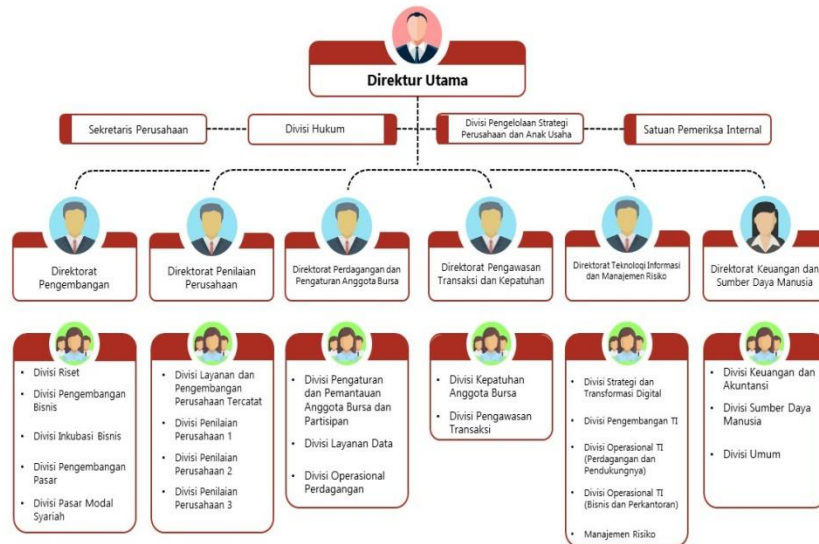 Direktur Utama
Sekretaris Perusahaan
Divisi Hukum
Divisi Pengelolaan Strategi
Perusahaan dan Anak Usaha
Satuan Pemeriksa Internal
Direktorat
Pengembangan
Direktorat Penilaian
Perusahaan
Direktorat Perdagangan dan
Pengaturan Anggota Bursa
Direktorat Pengawasan
Transaksi dan Kepatuhan
Direktorat Teknologi Informasi
dan Manajemen Risiko
Direktorat Keuangan dan
Sumber Daya Manusia
• Divisi Riset
• Divisi Pengembangan
Bisnis
• Divisi Inkubasi Bisnis
• Divisi Pengembangan
Pasar
• Divisi Pasar Modal
Syariah
• Divisi Layanan dan
Pengembangan
Perusahaan Tercatat
• Divisi Penilaian
Perusahaan 1
• Divisi Penilaian
Perusahaan 2
• Divisi Penilaian
Perusahaan 3
• Divisi Pengaturan
dan Pemantauan
Anggota Bursa dan
Partisipan
• Divisi Layanan Data
• Divisi Operasional
Perdagangan
• Divisi Kepatuhan
Anggota Bursa
• Divisi Pengawasan
Transaksi
• Divisi Strategi dan
Transformasi Digital
• Divisi Pengembangan TI
• Divisi Operasional TI
(Perdagangan dan
Pendukungnya)
• Divisi Operasional TI
(Bisnis dan Perkantoran)
• Manajemen Risiko
• Divisi Keuangan dan
Akuntansi
• Divisi Sumber Daya
Manusia
• Divisi Umum